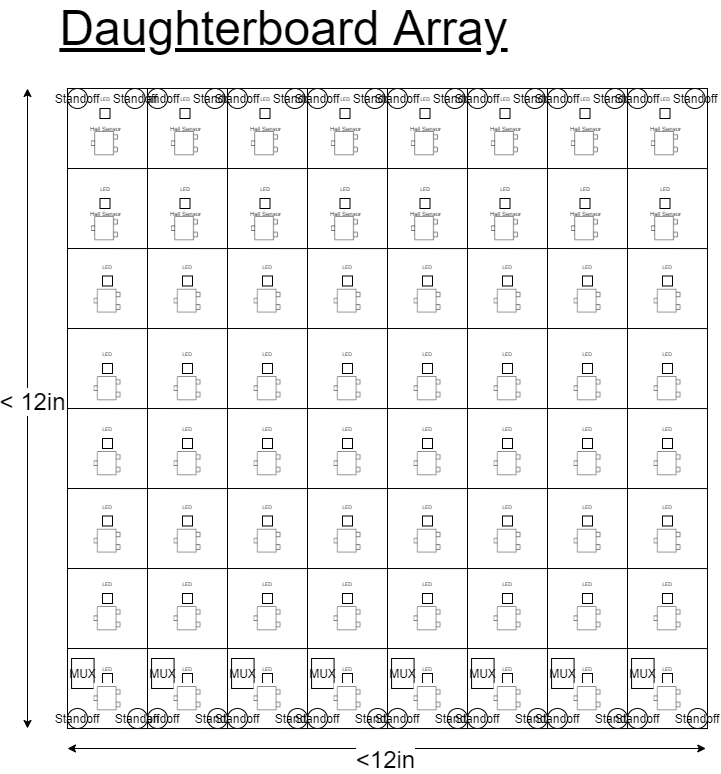 Daughterboard Array
Standoff LED Standoff Standoff LED Standoff Standoff LED Standoff Standoff LED Standoff Standoff LED Standoff Standoff LED Standoff Standoff LED Standoff Standoff LED Standoff
Hall Sensor Hall Sensor Hall Sensor Hall Sensor Hall Sensor Hall Sensor Hall Sensor Hall Sensor
LED LED LED LED LED LED LED LED
Hall Sensor Hall Sensor Hall Sensor Hall Sensor Hall Sensor Hall Sensor Hall Sensor Hall Sensor
LED LED LED LED LED LED LED LED
LED LED LED LED LED LED LED LED
< 12in
LED LED LED LED LED LED LED LED
LED LED LED LED LED LED LED LED
LED LED LED LED LED LED LED LED
MUX LED MUX LED MUX LED MUX LED MUX LED MUX LED MUX LED MUX LED
Standoff Standoff Standoff Standoff Standoff Standoff Standoff Standoff Standoff Standoff Standoff Standoff Standoff Standoff Standoff Standoff
<12in